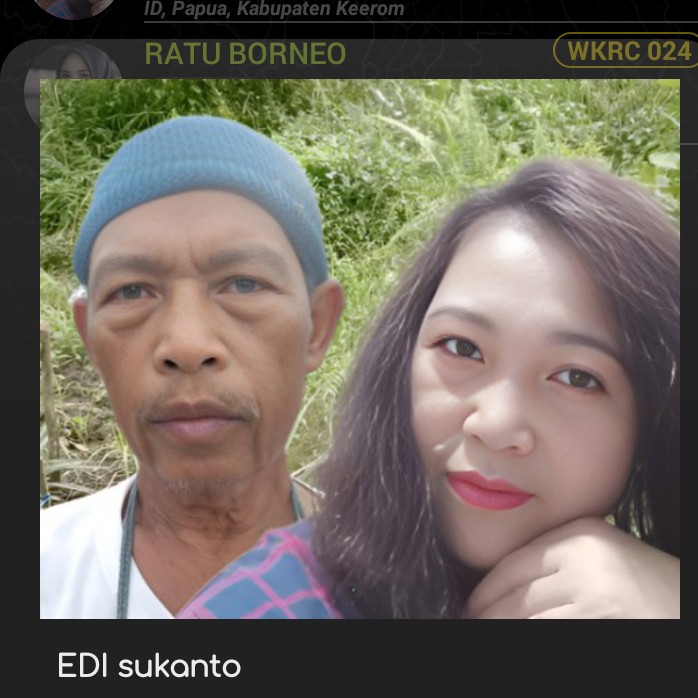 ID, Papua, Kabupaten Keerom
RATU BORNEO
WKRC 024
EDI sukanto